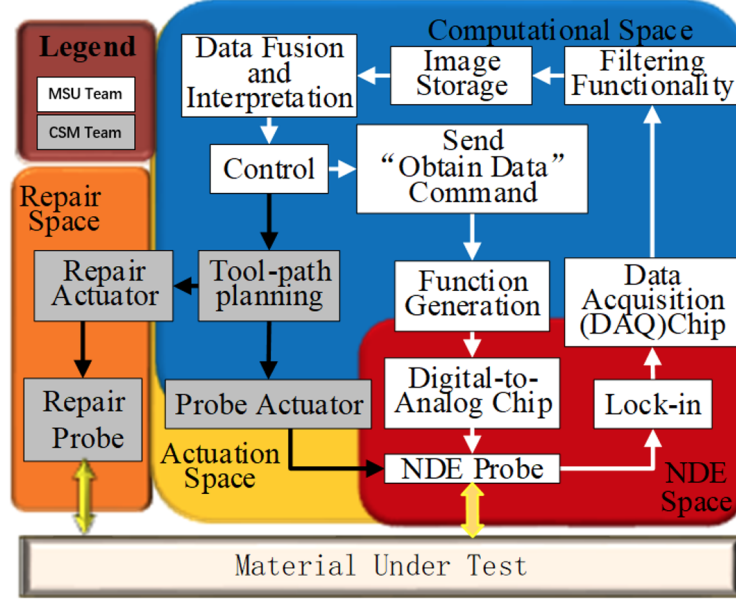 Legend
MSU Team
CSM Team
Computational Space
Data Fusion
and
Interpretation
Image
Storage
Filtering
Functionality
Control
Send
“Obtain Data”
Command
Repair
Space
Repair
Actuator
Tool-path
planning
Function
Generation
Data
Acquisition
(DAQ)Chip
Repair
Probe
Probe Actuator
Digital-to-
Analog Chip
Lock-in
Actuation
Space
NDE Probe
NDE
Space
Material Under Test